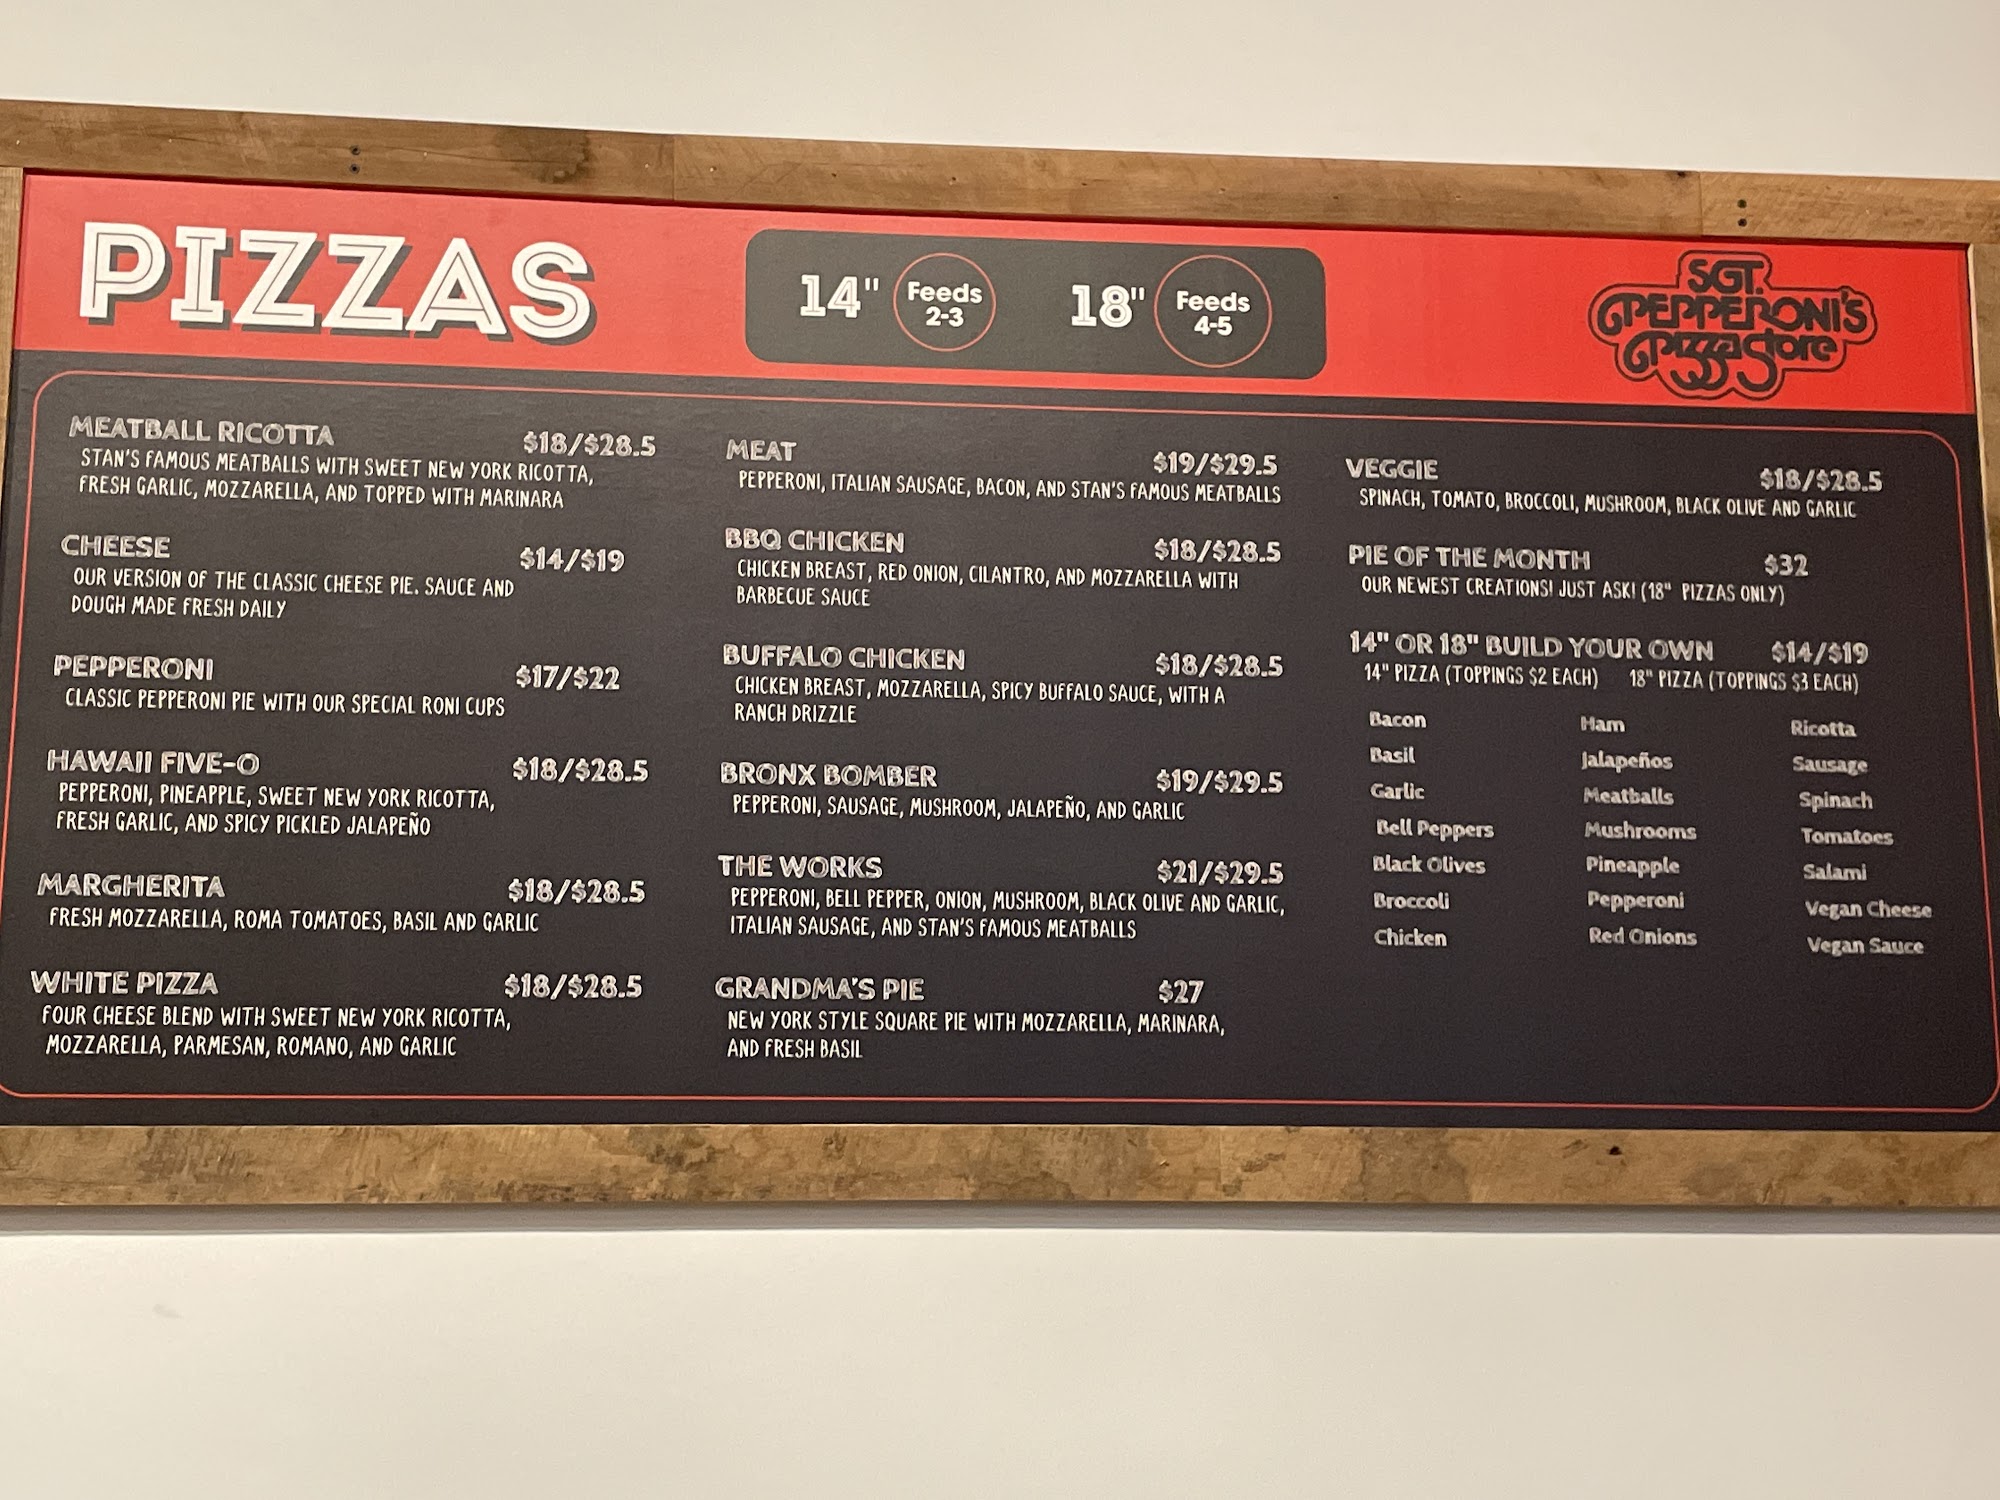 PIZZAS
14" Feeds 2-3
18" Feeds 4-5
SGT.
PEPPERONI'S
Pizza Store
MEATBALL RICOTTA $18/$28.5
STAN'S FAMOUS MEATBALLS WITH SWEET NEW YORK RICOTTA,
FRESH GARLIC, MOZZARELLA, AND TOPPED WITH MARINARA
CHEESE $14/$19
OUR VERSION OF THE CLASSIC CHEESE PIE. SAUCE AND
DOUGH MADE FRESH DAILY
PEPPERONI $17/$22
CLASSIC PEPPERONI PIE WITH OUR SPECIAL RONI CUPS
HAWAII FIVE-O $18/$28.5
PEPPERONI, PINEAPPLE, SWEET NEW YORK RICOTTA,
FRESH GARLIC, AND SPICY PICKLED JALAPEÑO
MARGHERITA $18/$28.5
FRESH MOZZARELLA, ROMA TOMATOES, BASIL AND GARLIC
WHITE PIZZA $18/$28.5
FOUR CHEESE BLEND WITH SWEET NEW YORK RICOTTA,
MOZZARELLA, PARMESAN, ROMANO, AND GARLIC
MEAT $19/$29.5
PEPPERONI, ITALIAN SAUSAGE, BACON, AND STAN'S FAMOUS MEATBALLS
BBQ CHICKEN $18/$28.5
CHICKEN BREAST, RED ONION, CILANTRO, AND MOZZARELLA WITH
BARBECUE SAUCE
BUFFALO CHICKEN $18/$28.5
CHICKEN BREAST, MOZZARELLA, SPICY BUFFALO SAUCE, WITH A
RANCH DRIZZLE
BRONX BOMBER $19/$29.5
PEPPERONI, SAUSAGE, MUSHROOM, JALAPEÑO, AND GARLIC
THE WORKS $21/$29.5
PEPPERONI, BELL PEPPER, ONION, MUSHROOM, BLACK OLIVE AND GARLIC,
ITALIAN SAUSAGE, AND STAN'S FAMOUS MEATBALLS
GRANDMA'S PIE $27
NEW YORK STYLE SQUARE PIE WITH MOZZARELLA, MARINARA,
AND FRESH BASIL
VEGGIE $18/$28.5
SPINACH, TOMATO, BROCCOLI, MUSHROOM, BLACK OLIVE AND GARLIC
PIE OF THE MONTH $32
OUR NEWEST CREATIONS! JUST ASK! (18" PIZZAS ONLY)
14" OR 18" BUILD YOUR OWN $14/$19
14" PIZZA (TOPPINGS $2 EACH) 18" PIZZA (TOPPINGS $3 EACH)
Bacon
Basil
Garlic
Bell Peppers
Black Olives
Broccoli
Chicken
Ham
Jalapeños
Meatballs
Mushrooms
Pineapple
Pepperoni
Red Onions
Ricotta
Sausage
Spinach
Tomatoes
Salami
Vegan Cheese
Vegan Sauce